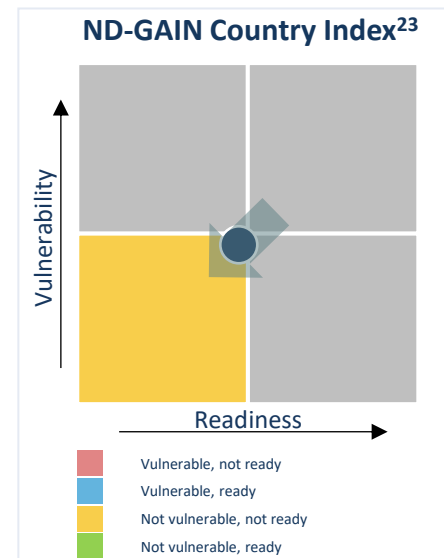 ND-GAIN Country Index23
Vulnerability
Readiness
Vulnerable, not ready
Vulnerable, ready
Not vulnerable, not ready
Not vulnerable, ready